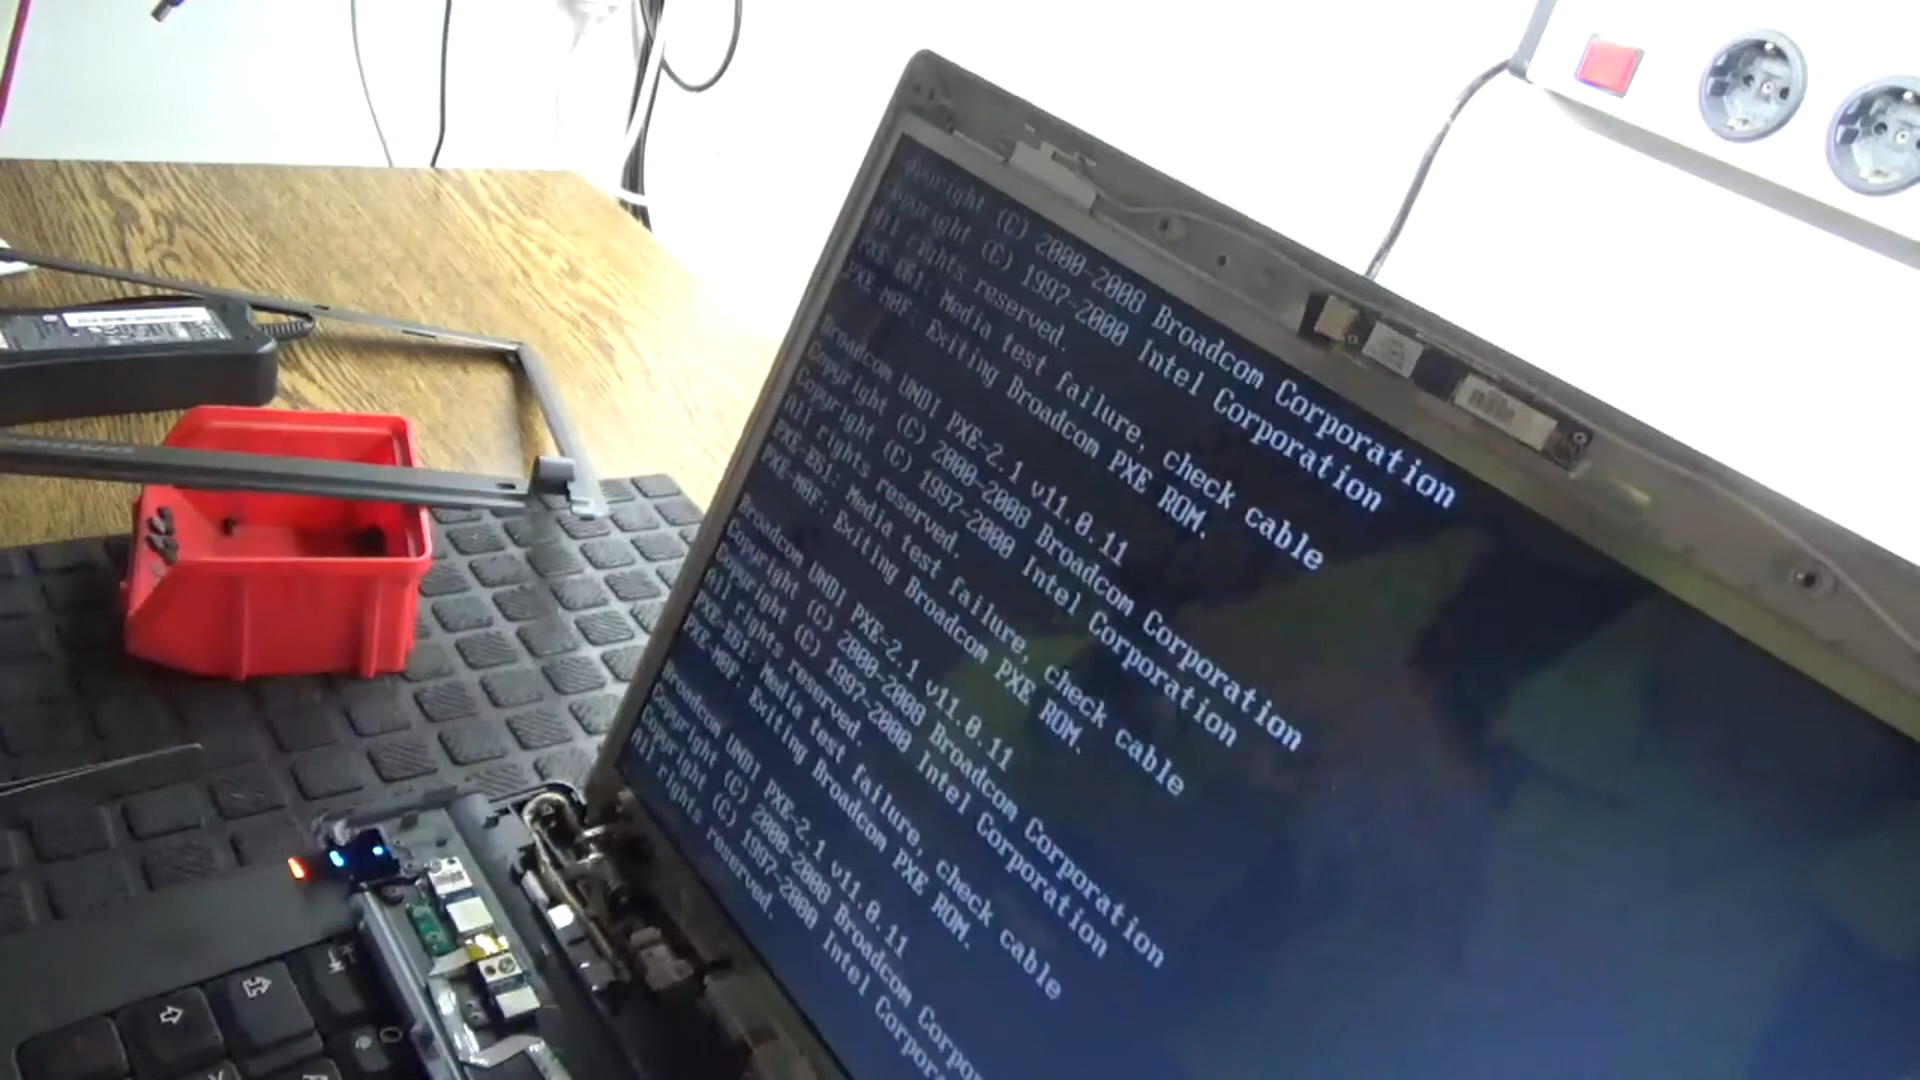 Copyright (C) 2000-2008 Broadcom Corporation
Copyright (C) 1997-2000 Intel Corporation
All rights reserved.
PXE-E61: Media test failure, check cable
PXE-M0F: Exiting Broadcom PXE ROM.
Broadcom UNDI PXE-2.1 v11.0.11
Copyright (C) 2000-2008 Broadcom Corporation
Copyright (C) 1997-2000 Intel Corporation
All rights reserved.
PXE-E61: Media test failure, check cable
PXE-M0F: Exiting Broadcom PXE ROM.
Broadcom UNDI PXE-2.1 v11.0.11
Copyright (C) 2000-2008 Broadcom Corporation
Copyright (C) 1997-2000 Intel Corporation
All rights reserved.
PXE-E61: Media test failure, check cable
PXE-M0F: Exiting Broadcom PXE ROM.
Broadcom UNDI PXE-2.1 v11.0.11
Copyright (C) 2000-2008 Broadcom Corpor
Copyright (C) 1997-2000 Intel Corpor
All rights reserved.